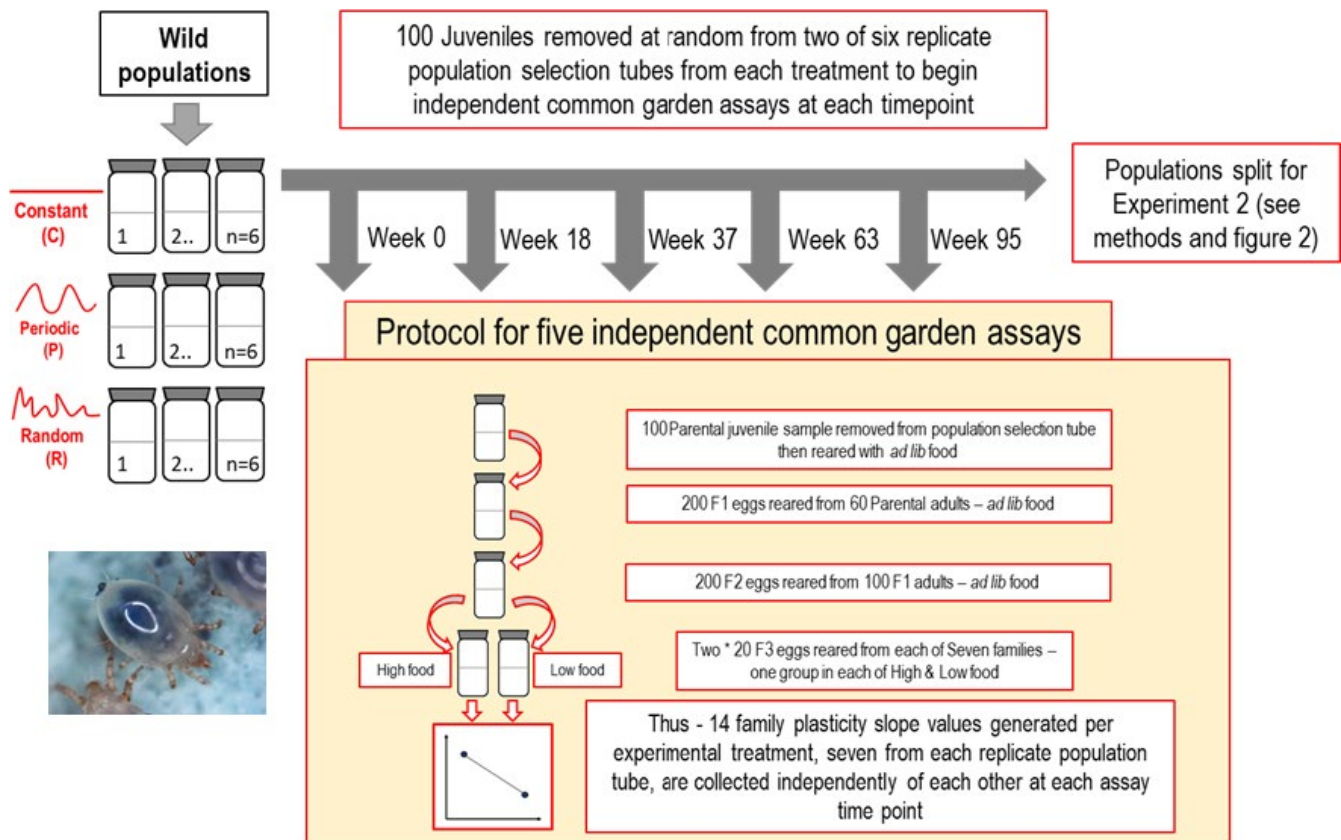 Wild
populations
100 Juveniles removed at random from two of six replicate
population selection tubes from each treatment to begin
independent common garden assays at each timepoint
Constant
(C)
1
2..
n=6
Periodic
(P)
1
2..
n=6
Random
(R)
1
2..
n=6
Week 0
Week 18
Week 37
Week 63
Week 95
Populations split for
Experiment 2 (see
methods and figure 2)
Protocol for five independent common garden assays
100 Parental juvenile sample removed from population selection tube
then reared with ad lib food
200 F1 eggs reared from 60 Parental adults – ad lib food
200 F2 eggs reared from 100 F1 adults – ad lib food
High food
Low food
Two * 20 F3 eggs reared from each of Seven families –
one group in each of High & Low food
Thus - 14 family plasticity slope values generated per
experimental treatment, seven from each replicate population
tube, are collected independently of each other at each assay
time point